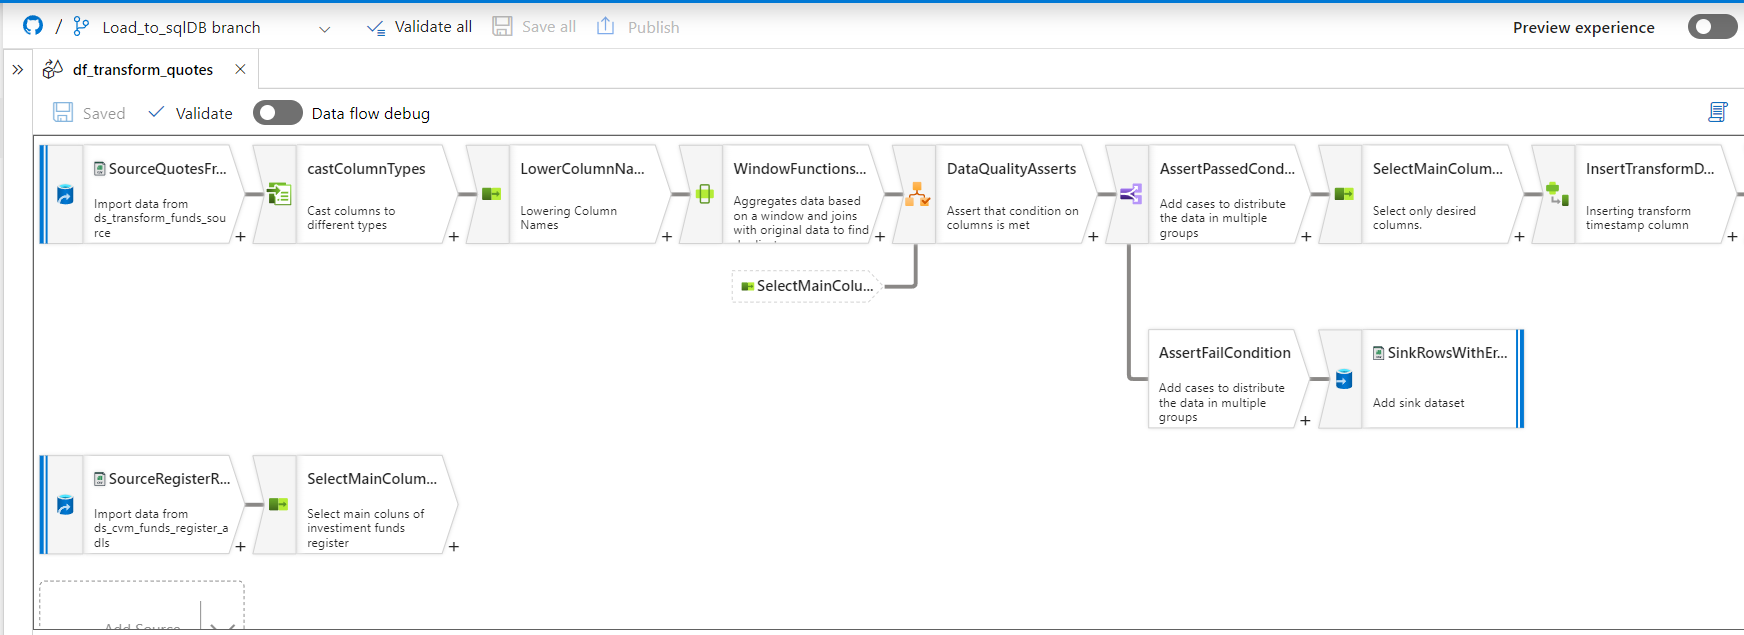 / Load_to_sqlDB branch Validate all Save all Publish Preview experience
df_transform_quotes
Saved Validate Data flow debug
SourceQuotesFr...
Import data from
ds_transform_funds_sou
rce
castColumnTypes
Cast columns to
different types
LowerColumnNa...
Lowering Column
Names
WindowFunctions...
Aggregates data based
on a window and joins
with original data to find
DataQualityAsserts
Assert that condition on
columns is met
AssertPassedCond...
Add cases to distribute
the data in multiple
groups
SelectMainColum...
Select only desired
columns.
InsertTransformD...
Inserting transform
timestamp column
SelectMainColu...
AssertFailCondition
Add cases to distribute
the data in multiple
groups
SinkRowsWithEr...
Add sink dataset
SourceRegisterR...
Import data from
ds_cvm_funds_register_a
dls
SelectMainColum...
Select main coluns of
investiment funds
register
Add Source